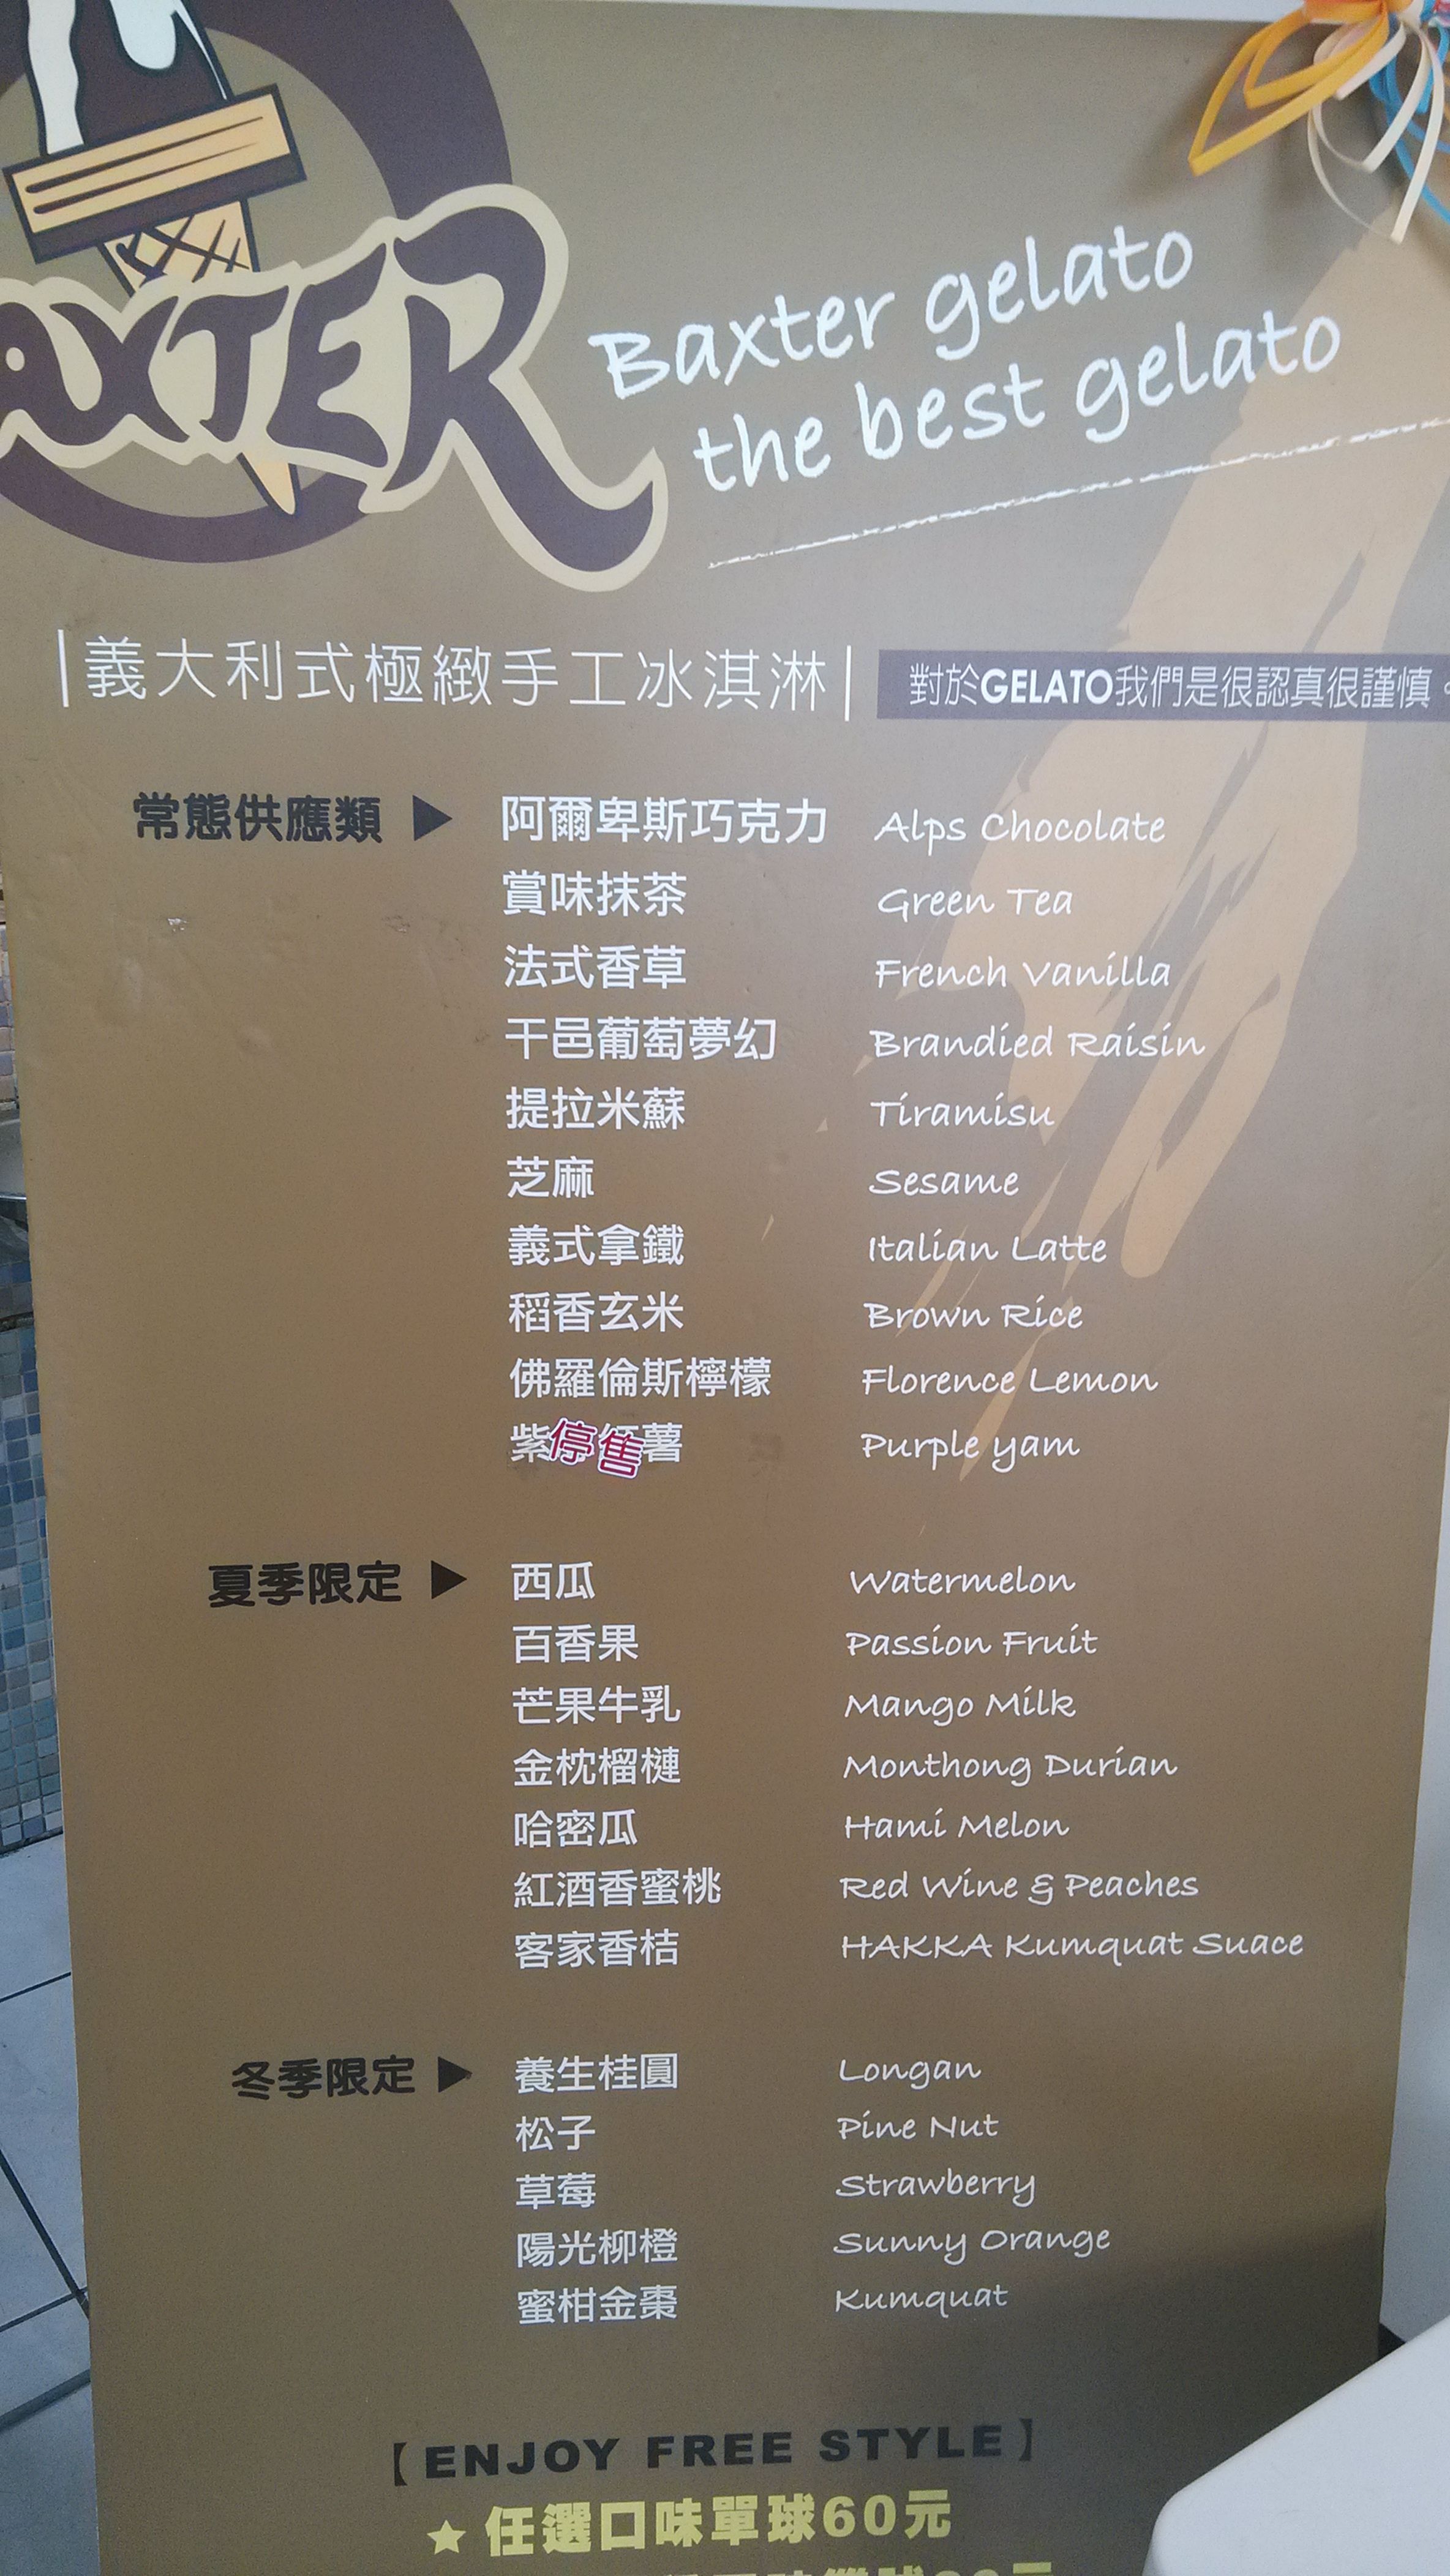 AXTER
Baxter gelato
the best gelato
義大利式極緻手工冰淇淋
對於GELATO我們是很認真很謹慎。
常態供應類 ▶ 阿爾卑斯巧克力 Alps Chocolate
賞味抹茶 Green Tea
法式香草 French Vanilla
干邑葡萄夢幻 Brandied Raisin
提拉米蘇 Tiramisu
芝麻 Sesame
義式拿鐵 Italian Latte
稻香玄米 Brown Rice
佛羅倫斯檸檬 Florence Lemon
紫 停售 薯 Purple yam
夏季限定 ▶ 西瓜 Watermelon
百香果 Passion Fruit
芒果牛乳 Mango Milk
金枕榴槤 Monthong Durian
哈密瓜 Hami Melon
紅酒香蜜桃 Red Wine & Peaches
客家香桔 HAKKA Kumquat Suace
冬季限定 ▶ 養生桂圓 Longan
松子 Pine Nut
草莓 Strawberry
陽光柳橙 Sunny Orange
蜜柑金棗 Kumquat
【ENJOY FREE STYLE】
★ 任選口味單球60元